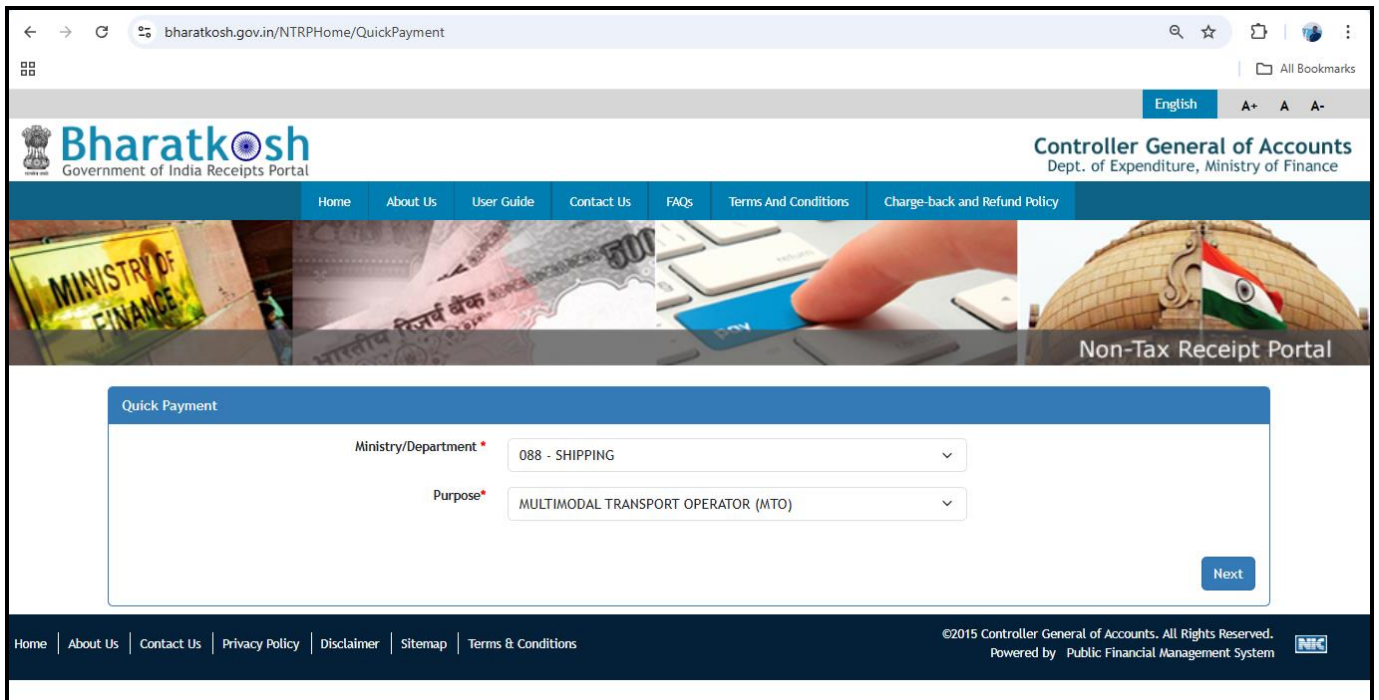 bharatkosh.gov.in/NTRPHome/QuickPayment
All Bookmarks
English A+ A A-
Bharatkosh
Government of India Receipts Portal
Controller General of Accounts
Dept. of Expenditure, Ministry of Finance
Home About Us User Guide Contact Us FAQs Terms And Conditions Charge-back and Refund Policy
MINISTRY OF
FINANCE
500
भारतीय रिज़र्व बैंक
return
pay
Non-Tax Receipt Portal
Quick Payment
Ministry/Department * 088 - SHIPPING
Purpose* MULTIMODAL TRANSPORT OPERATOR (MTO)
Next
Home | About Us | Contact Us | Privacy Policy | Disclaimer | Sitemap | Terms & Conditions
©2015 Controller General of Accounts. All Rights Reserved.
Powered by Public Financial Management System
NIC